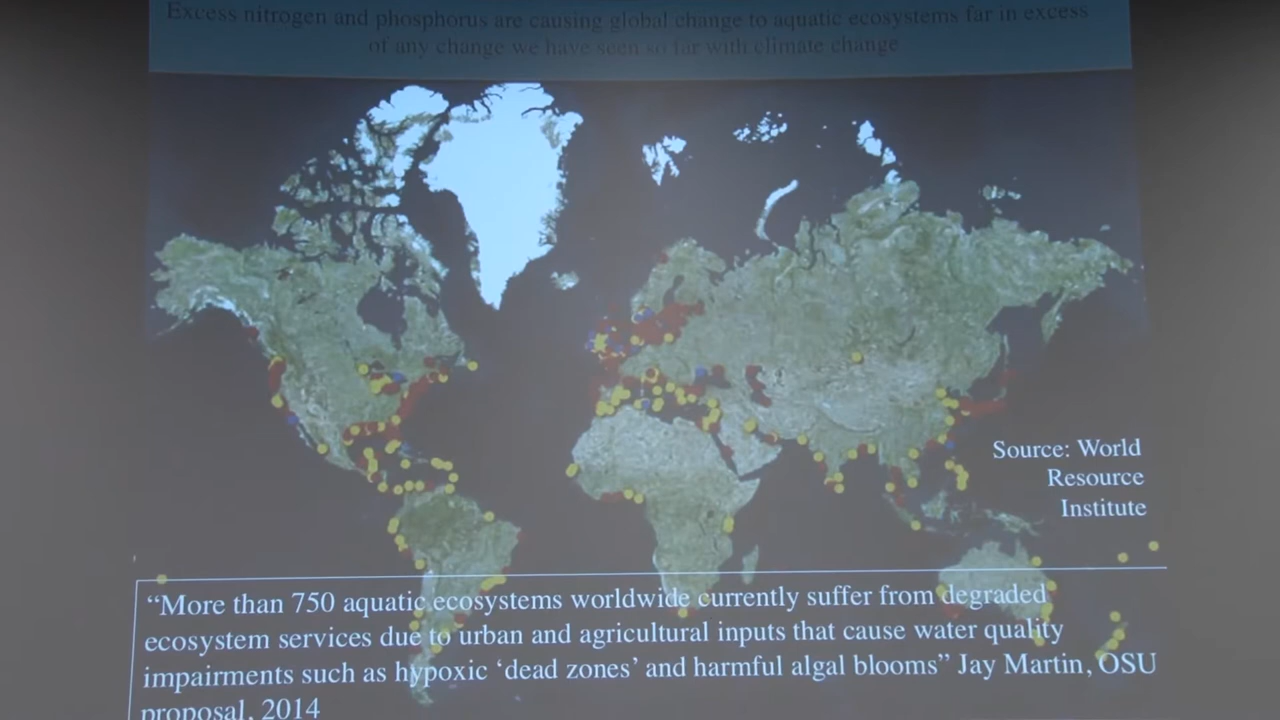 Excess nitrogen and phosphorus are causing global change to aquatic ecosystems far in excess
of any change we have seen so far with climate change
Source: World
Resource
Institute
“More than 750 aquatic ecosystems worldwide currently suffer from degraded
ecosystem services due to urban and agricultural inputs that cause water quality
impairments such as hypoxic ‘dead zones’ and harmful algal blooms” Jay Martin, OSU
proposal, 2014